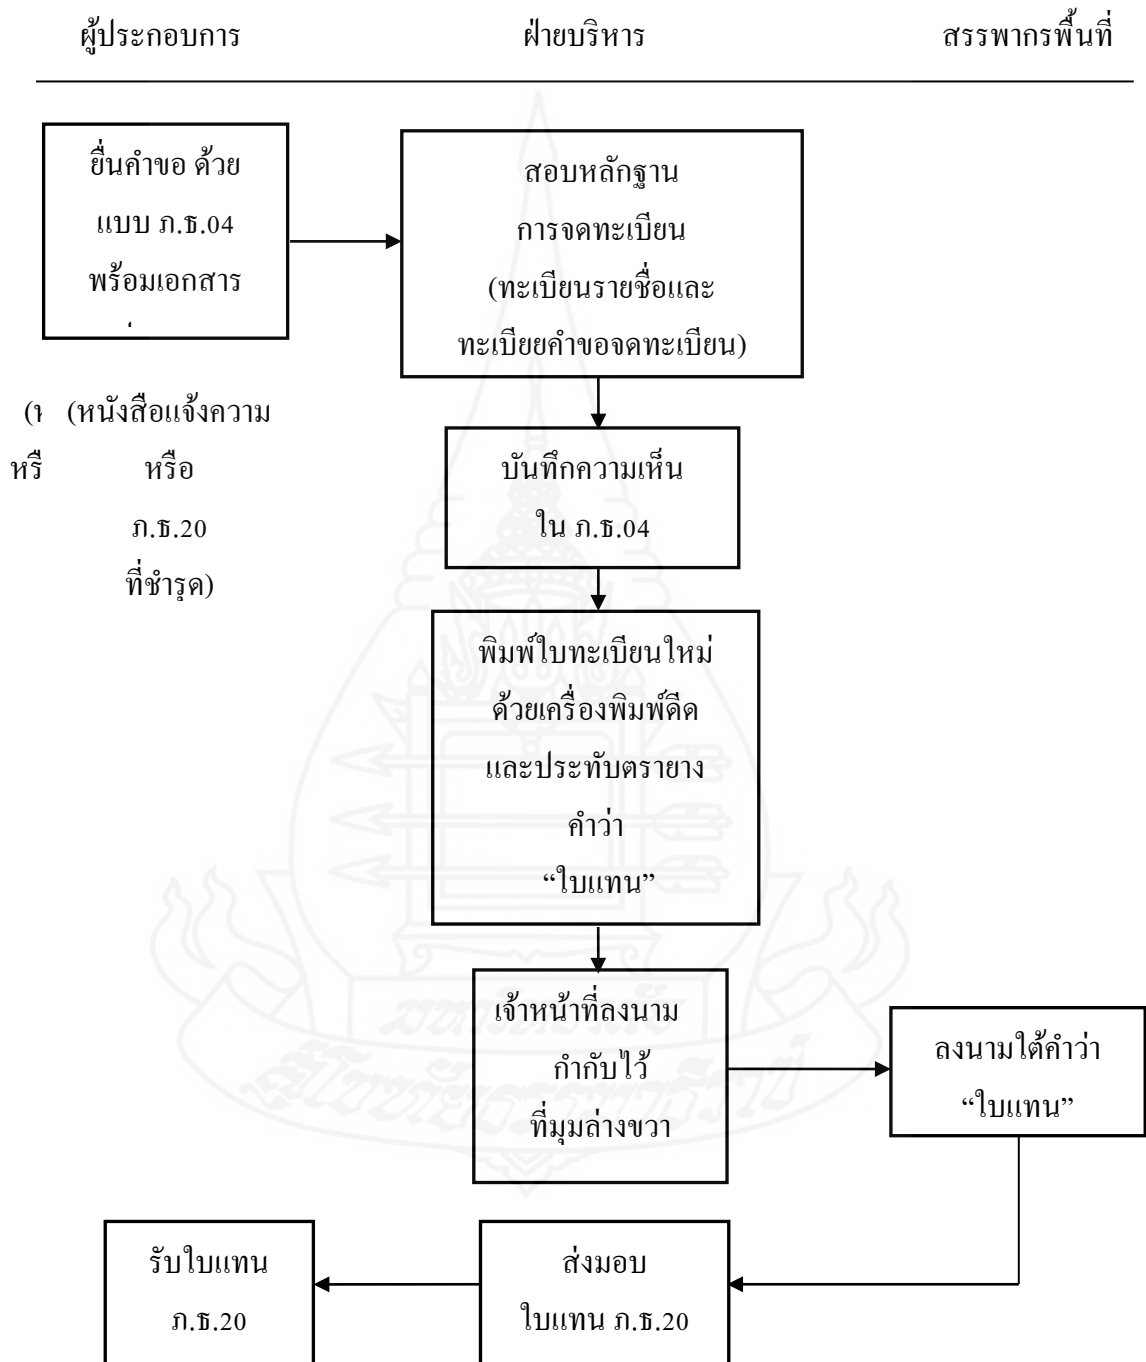 ผู้ประกอบการ ฝ่ายบริหาร สรรพากรพื้นที่
ยื่นคำขอ ด้วย
แบบ ภ.ธ.04
พร้อมเอกสาร
(หนังสือแจ้งความ
หรือ
ภ.ธ.20
ที่ชำรุด)
สอบหลักฐาน
การจดทะเบียน
(ทะเบียนรายชื่อและ
ทะเบียยคำขอจดทะเบียน)
บันทึกความเห็น
ใน ภ.ธ.04
พิมพ์ใบทะเบียนใหม่
ด้วยเครื่องพิมพ์ดีด
และประทับตรายาง
คำว่า
“ใบแทน”
เจ้าหน้าที่ลงนาม
กำกับไว้
ที่มุมล่างขวา
ลงนามใต้คำว่า
“ใบแทน”
ส่งมอบ
ใบแทน ภ.ธ.20
รับใบแทน
ภ.ธ.20